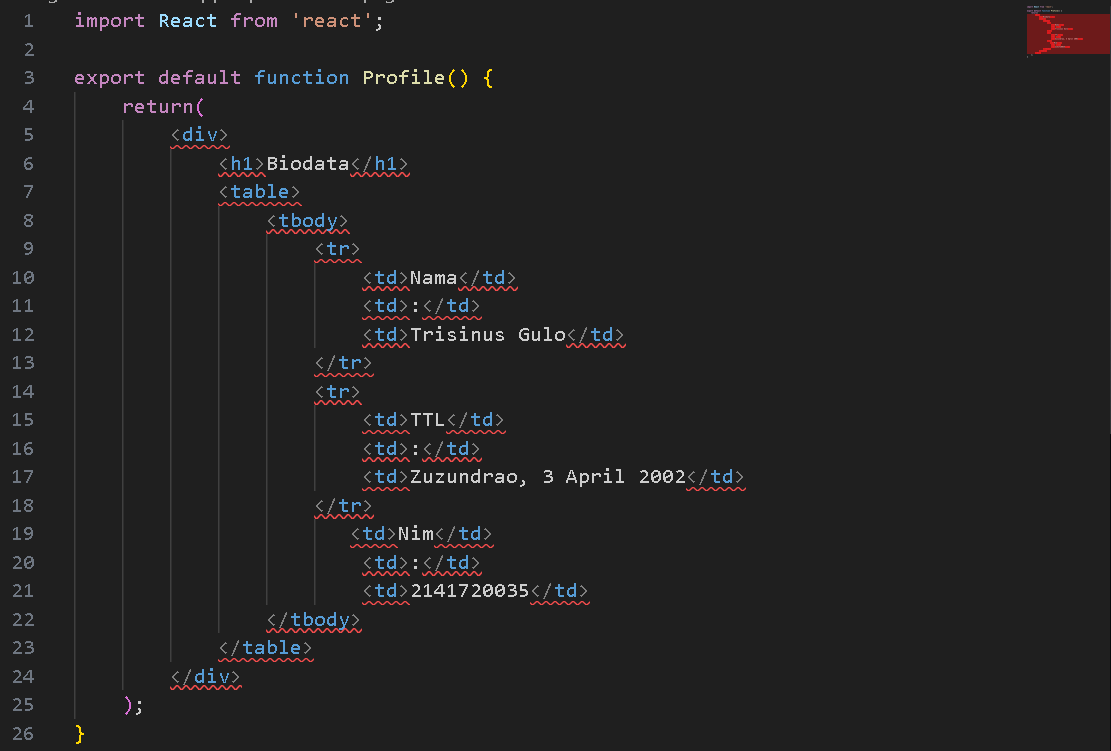 1 import React from 'react';
2
3 export default function Profile() {
4     return(
5         <div>
6             <h1>Biodata</h1>
7             <table>
8                 <tbody>
9                     <tr>
10                         <td>Nama</td>
11                         <td>:</td>
12                         <td>Trisinus Gulo</td>
13                     </tr>
14                     <tr>
15                         <td>TTL</td>
16                         <td>:</td>
17                         <td>Zuzundrao, 3 April 2002</td>
18                     </tr>
19                        <td>Nim</td>
20                         <td>:</td>
21                         <td>2141720035</td>
22                 </tbody>
23             </table>
24         </div>
25     );
26 }